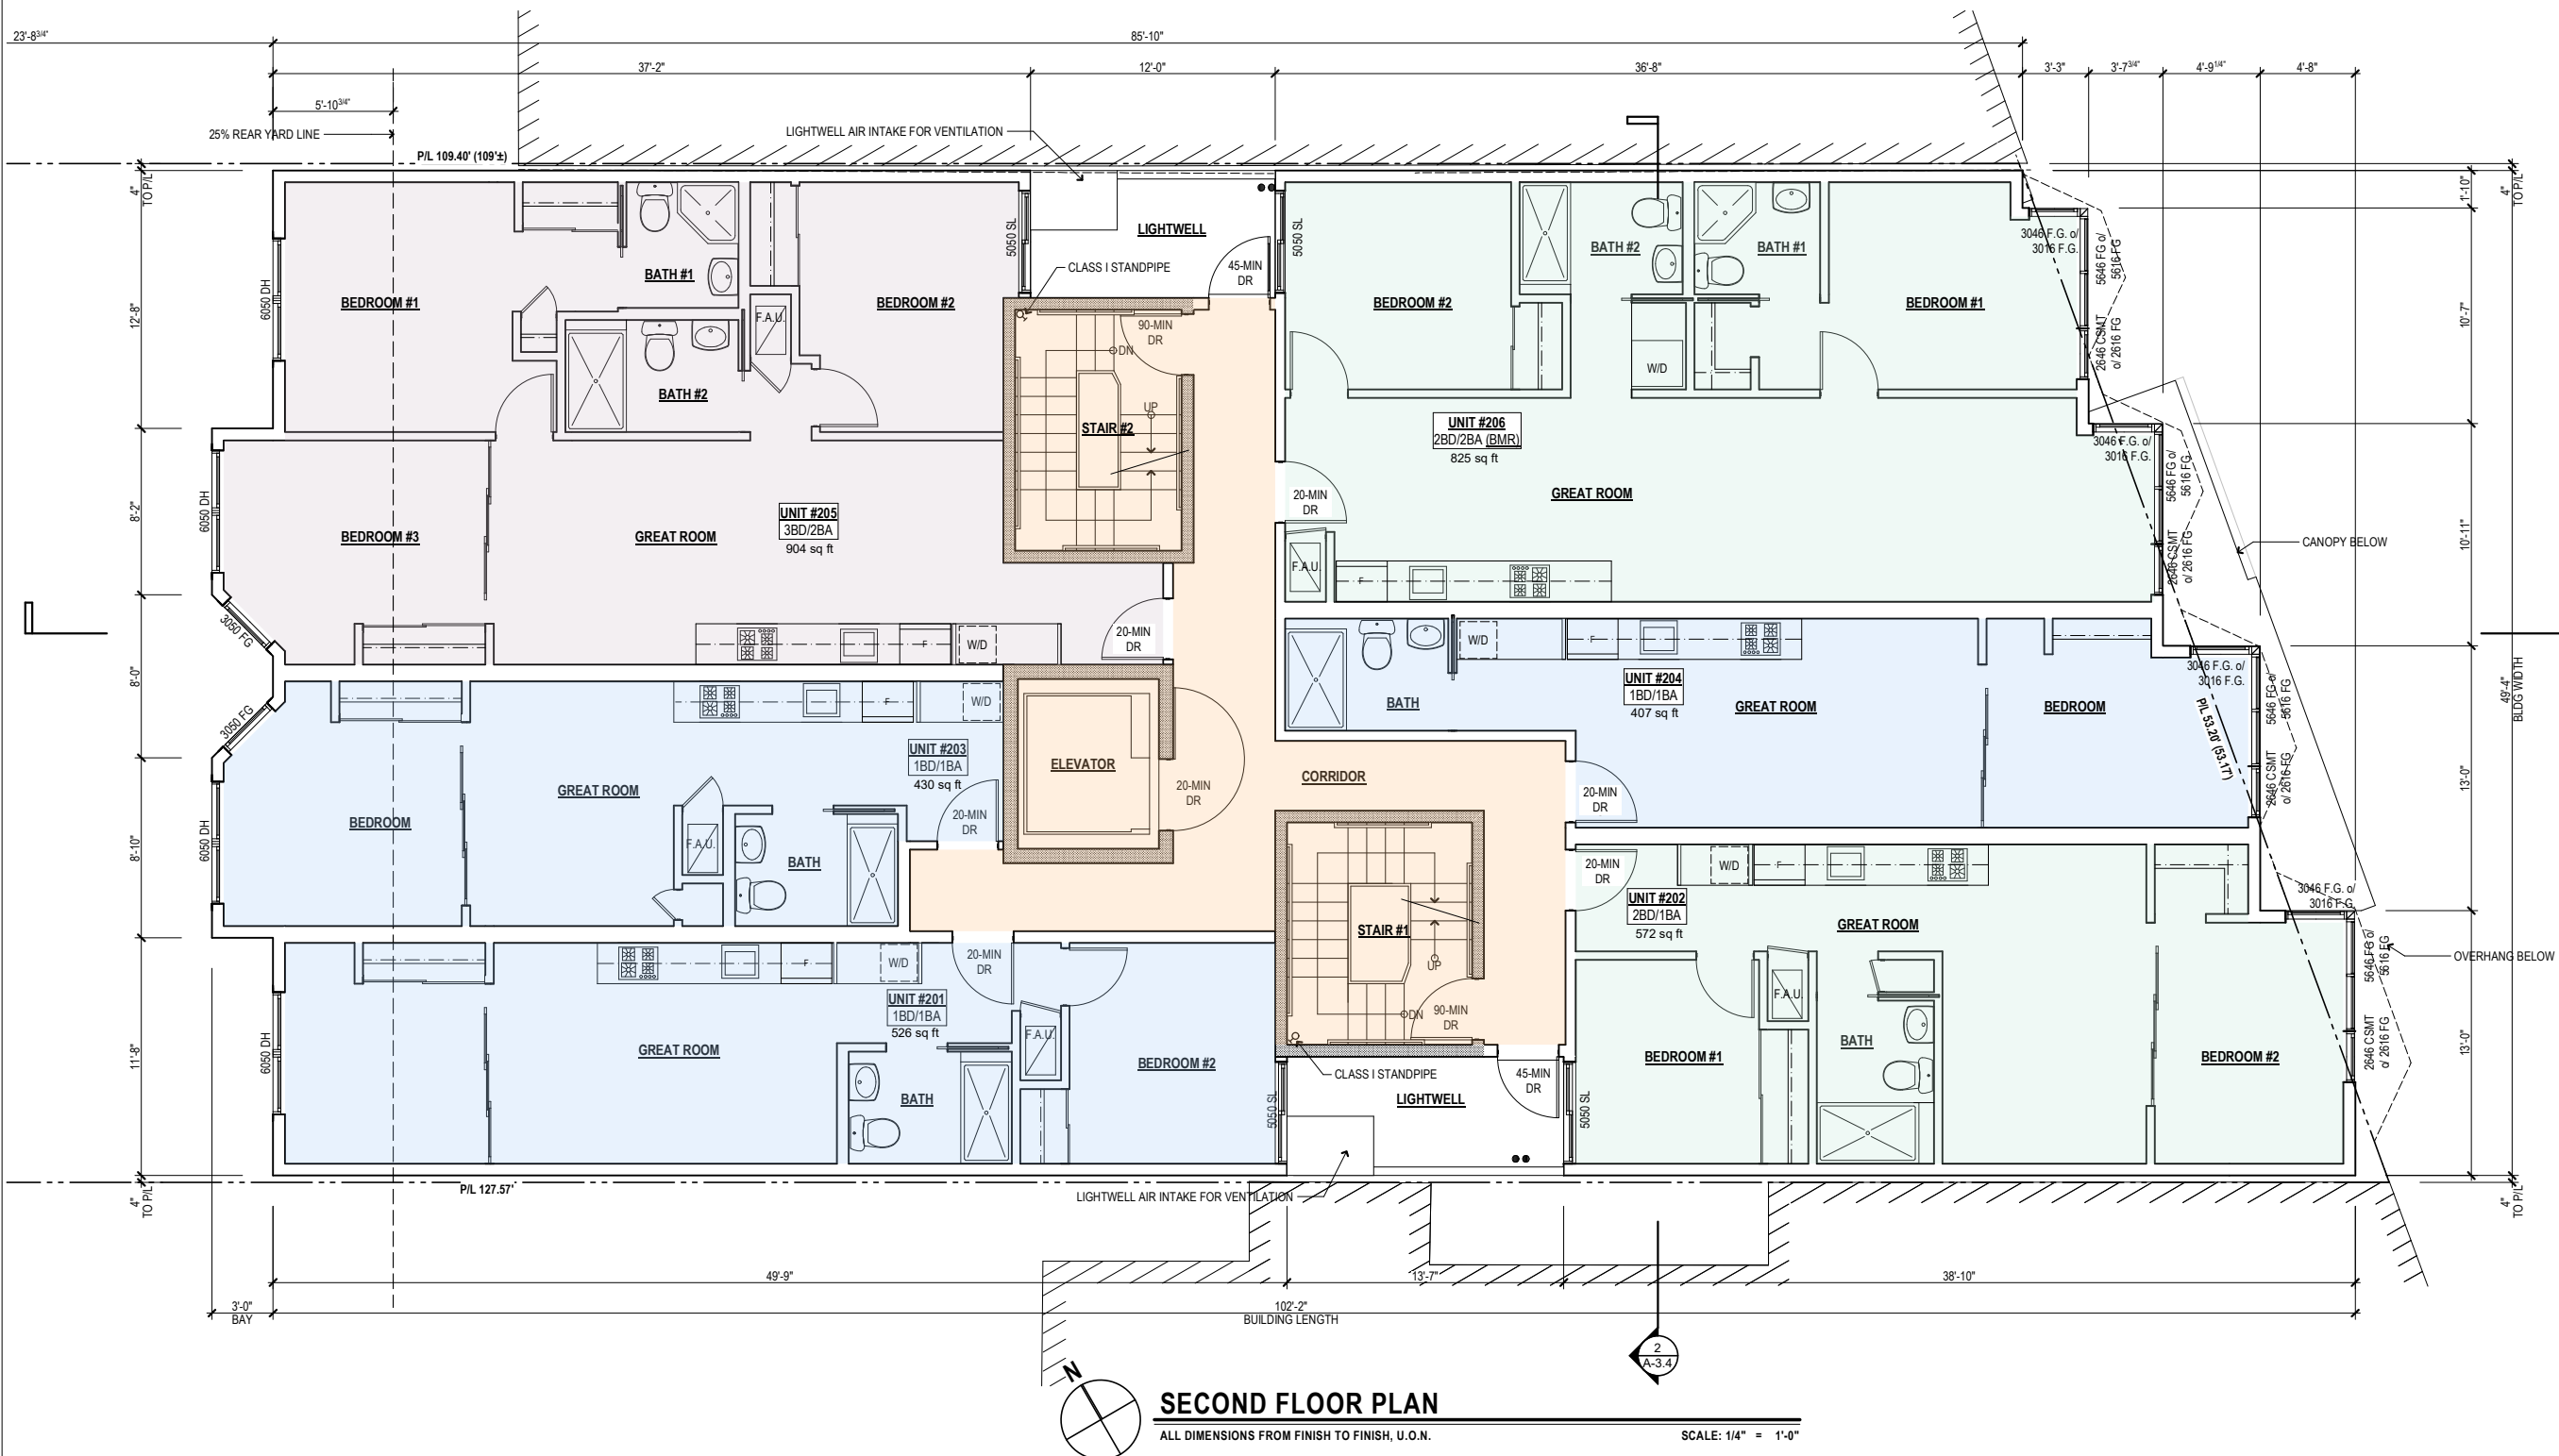 23'-8 3/4"
85'-10"
37'-2"
12'-0"
36'-8"
3'-3"
3'-7 3/4"
4'-9 1/4"
4'-8"
5'-10 3/4"
25% REAR YARD LINE
LIGHTWELL AIR INTAKE FOR VENTILATION
P/L 109.40' (109'±)
4"
TO P/L
12'-8"
8'-2"
8'-0"
8'-10"
11'-8"
4"
TO P/L
6050 DH
6050 DH
3050 FG
3050 FG
6050 DH
6050 DH
BEDROOM #1
BATH #1
BATH #2
F.A.U.
BEDROOM #2
5050 SL
LIGHTWELL
CLASS I STANDPIPE
45-MIN
DR
5050 SL
BEDROOM #3
GREAT ROOM
UNIT #205
3BD/2BA
904 sq ft
F
W/D
20-MIN
DR
90-MIN
DR
DN
UP
STAIR #2
BEDROOM #2
BATH #2
BATH #1
BEDROOM #1
W/D
UNIT #206
2BD/2BA (BMR)
825 sq ft
GREAT ROOM
20-MIN
DR
F.A.U.
F
3046 F.G. o/
3016 F.G.
5646 FG o/
5616 FG
2646 CSMT
o/ 2616 FG
3046 F.G. o/
3016 F.G.
5646 FG o/
5616 FG
2646 CSMT
o/ 2616 FG
CANOPY BELOW
1'-10"
4"
TO P/L
10'-7"
10'-11"
49'-4"
BLDG WIDTH
13'-0"
13'-0"
4"
TO P/L
BEDROOM
GREAT ROOM
F
W/D
UNIT #203
1BD/1BA
430 sq ft
F.A.U.
BATH
20-MIN
DR
ELEVATOR
20-MIN
DR
CORRIDOR
BATH
W/D
F
UNIT #204
1BD/1BA
407 sq ft
GREAT ROOM
BEDROOM
20-MIN
DR
3046 F.G. o/
3016 F.G.
5646 FG o/
5616 FG
2646 CSMT
o/ 2616 FG
P/L 53.20' (53.17')
20-MIN
DR
W/D
F
UNIT #202
2BD/1BA
572 sq ft
GREAT ROOM
BEDROOM #1
F.A.U.
BATH
BEDROOM #2
3046 F.G. o/
3016 F.G.
5646 FG o/
5616 FG
2646 CSMT
o/ 2616 FG
OVERHANG BELOW
F
W/D
20-MIN
DR
UNIT #201
1BD/1BA
526 sq ft
GREAT ROOM
BATH
F.A.U.
BEDROOM #2
5050 SL
STAIR #1
UP
DN
90-MIN
DR
CLASS I STANDPIPE
LIGHTWELL
45-MIN
DR
5050 SL
P/L 127.57'
LIGHTWELL AIR INTAKE FOR VENTILATION
49'-9"
13'-7"
38'-10"
3'-0"
BAY
102'-2"
BUILDING LENGTH
2
A-3.4
N
SECOND FLOOR PLAN
ALL DIMENSIONS FROM FINISH TO FINISH, U.O.N.
SCALE: 1/4" = 1'-0"